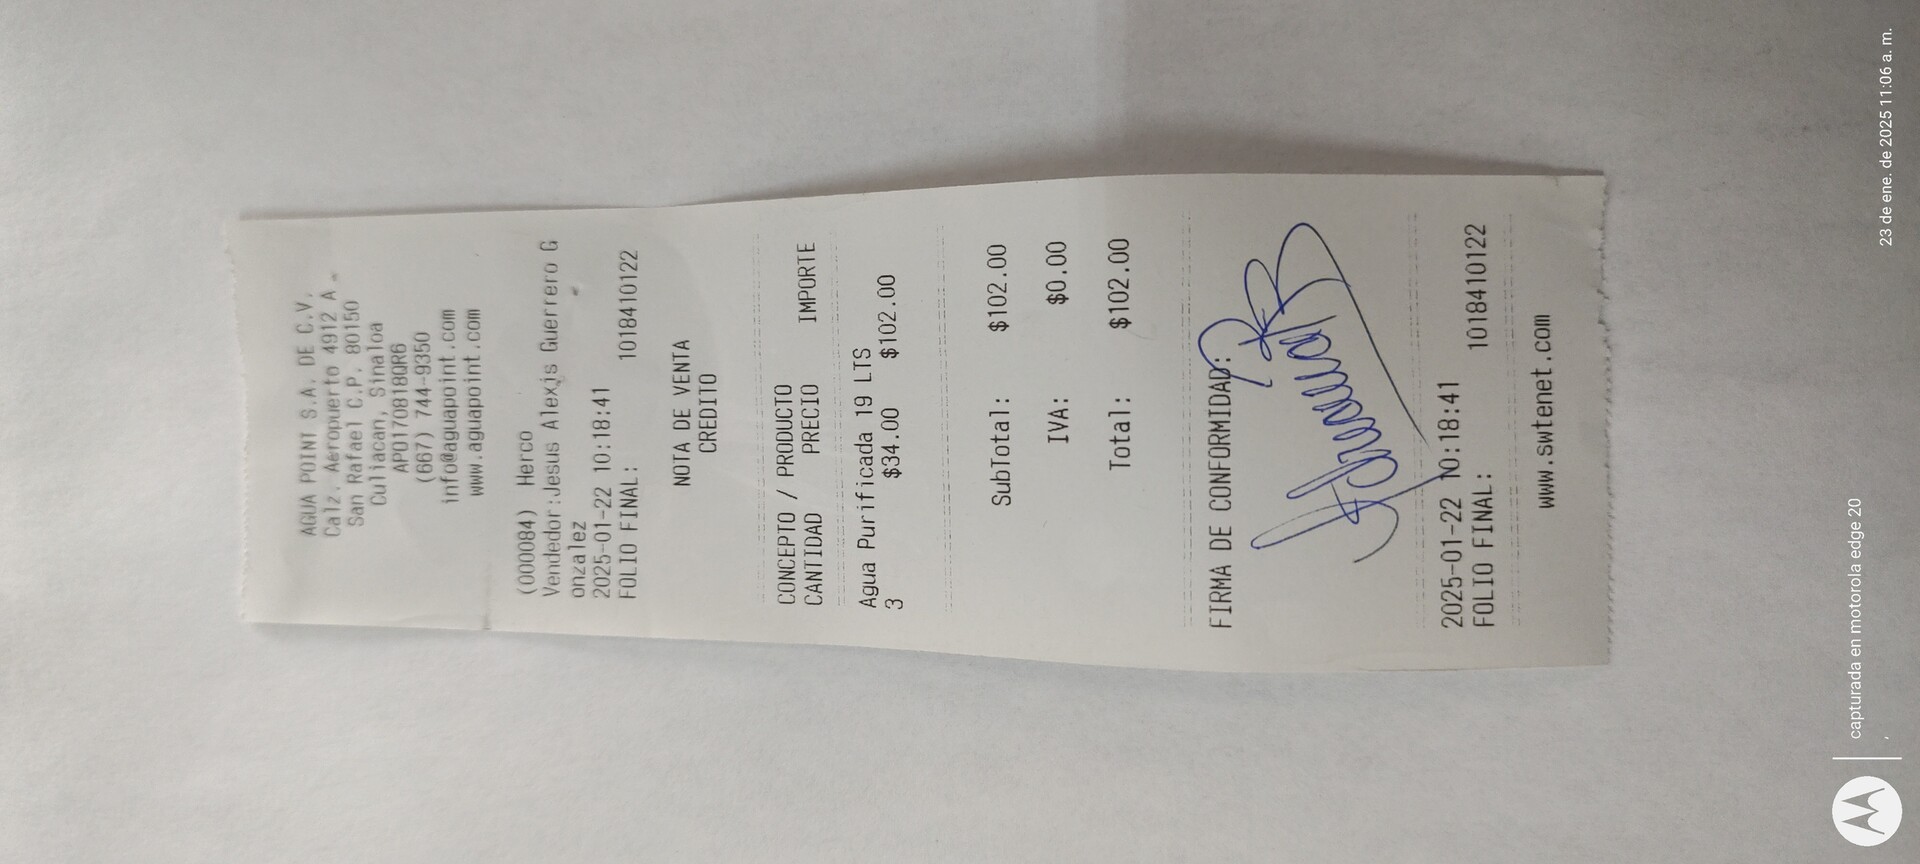 AGUA POINT S.A. DE C.V.
Calz. Aeropuerto 4912 A.
San Rafael C.P. 80150
Culiacan, Sinaloa
APO170818QR6
(667) 744-9350
info@aguapoint.com
www.aguapoint.com
(000084) Herco
Vendedor:Jesus Alexis Guerrero G
onzalez
2025-01-22 10:18:41
FOLIO FINAL: 1018410122
NOTA DE VENTA
CREDITO
CONCEPTO / PRODUCTO
CANTIDAD PRECIO IMPORTE
Agua Purificada 19 LTS
3 $34.00 $102.00
SubTotal: $102.00
IVA: $0.00
Total: $102.00
FIRMA DE CONFORMIDAD:
2025-01-22 10:18:41
FOLIO FINAL: 1018410122
www.swtenet.com
capturada en motorola edge 20
23 de ene. de 2025 11:06 a. m.